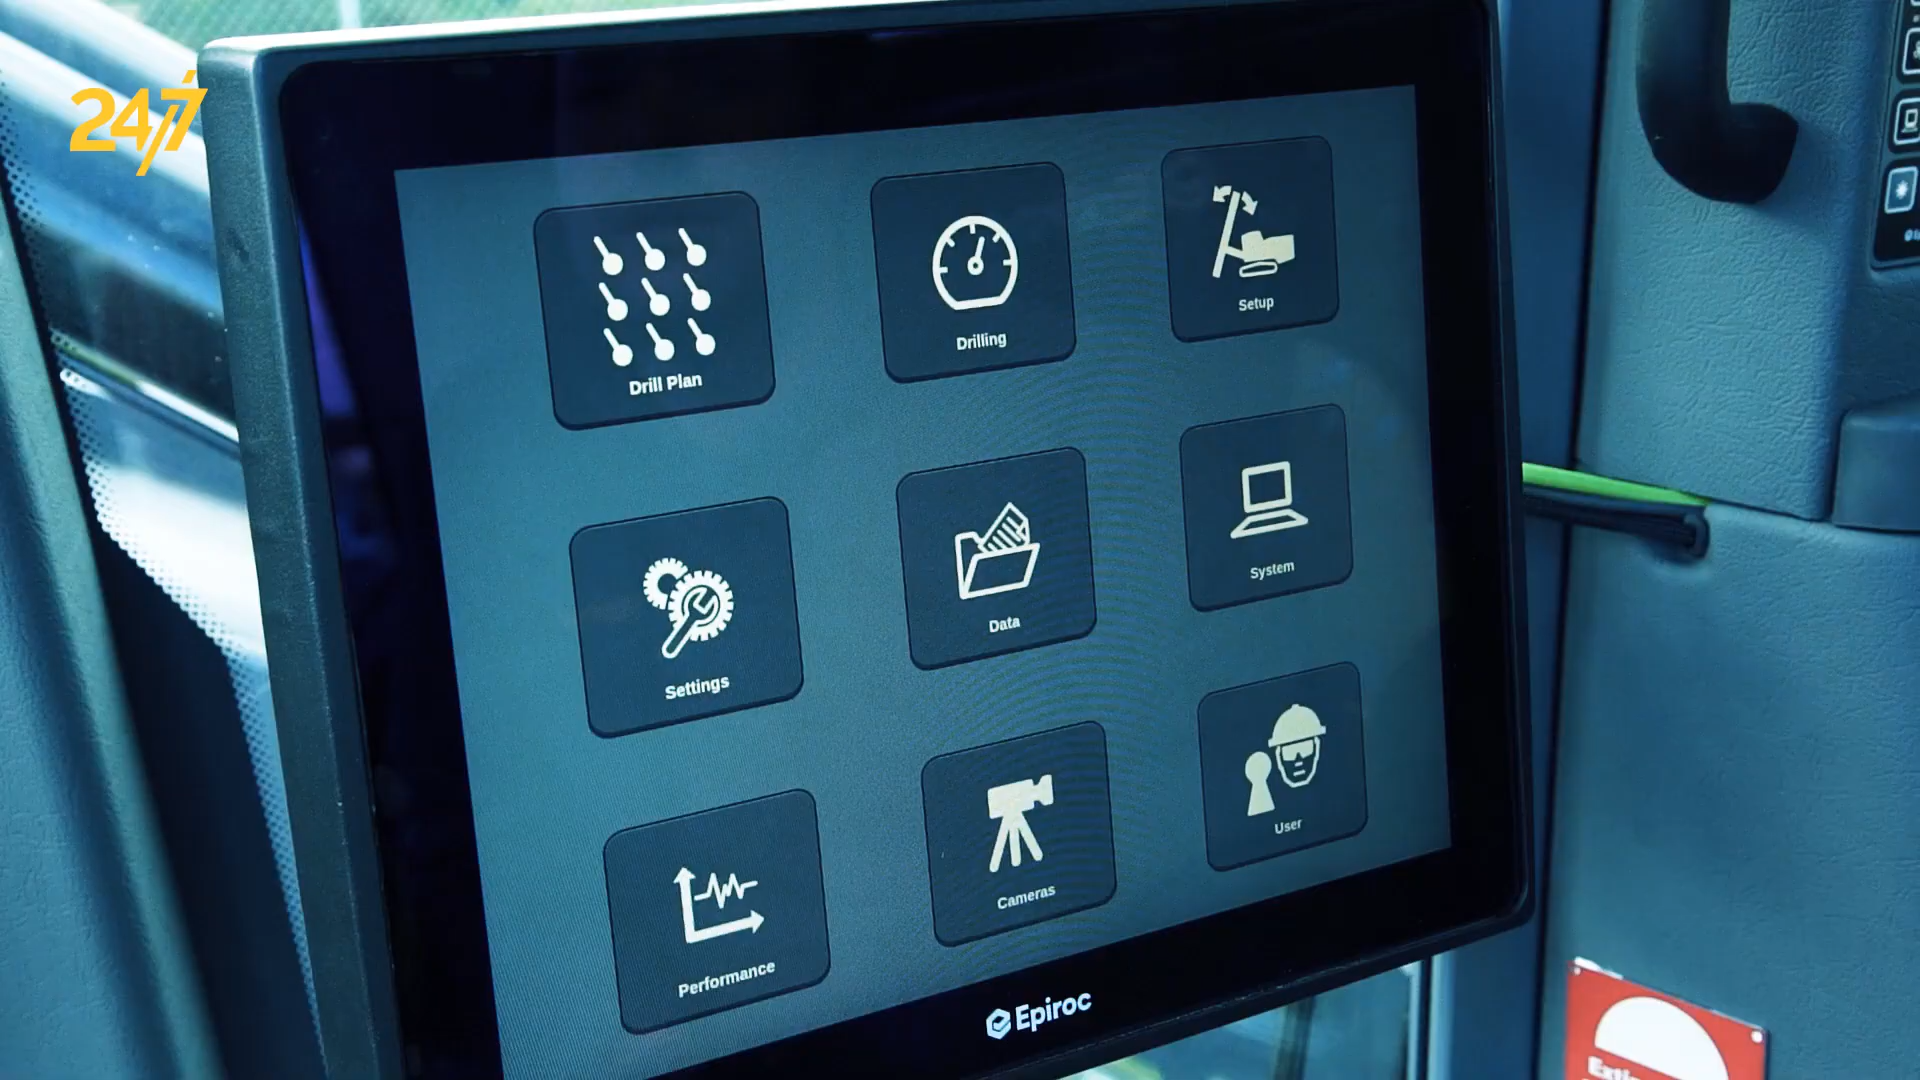 24/7
Drill Plan
Drilling
Setup
Settings
Data
System
Performance
Cameras
User
Epiroc